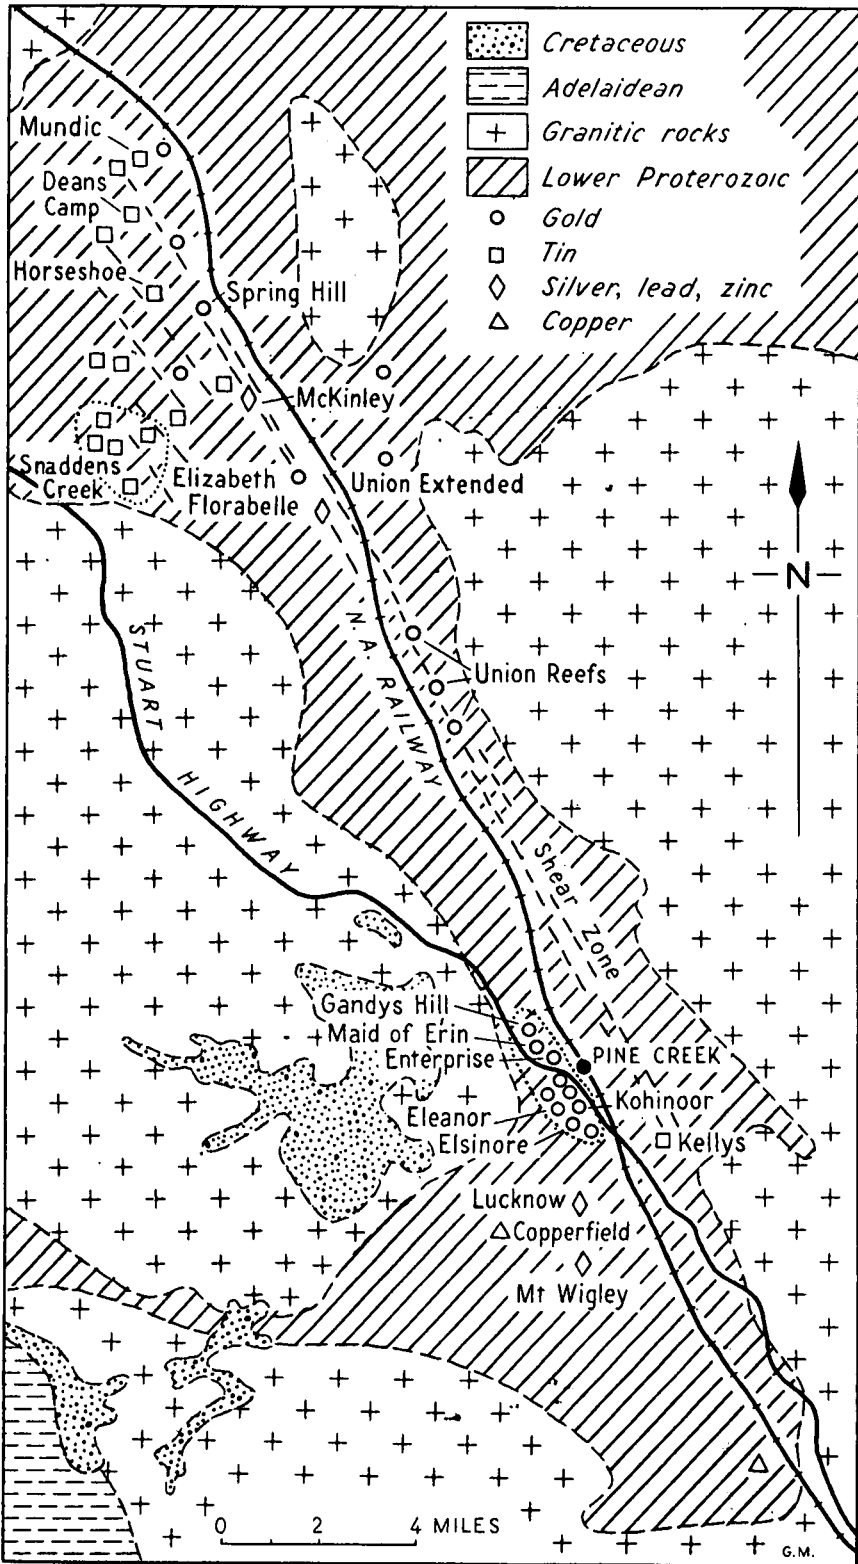 Cretaceous
Adelaidean
Granitic rocks
Lower Proterozoic
Gold
Tin
Silver, lead, zinc
Copper
Mundic
Deans
Camp
Horseshoe
Spring Hill
McKinley
Snaddens
Creek
Elizabeth
Florabelle
Union Extended
N
STUART
HIGHWAY
N.A. RAILWAY
Union Reefs
Shear Zone
Gandys Hill
Maid of Erin
Enterprise
PINE CREEK
Kohinoor
Eleanor
Elsinore
Kellys
Lucknow
Copperfield
Mt Wigley
0 2 4 MILES
G.M.